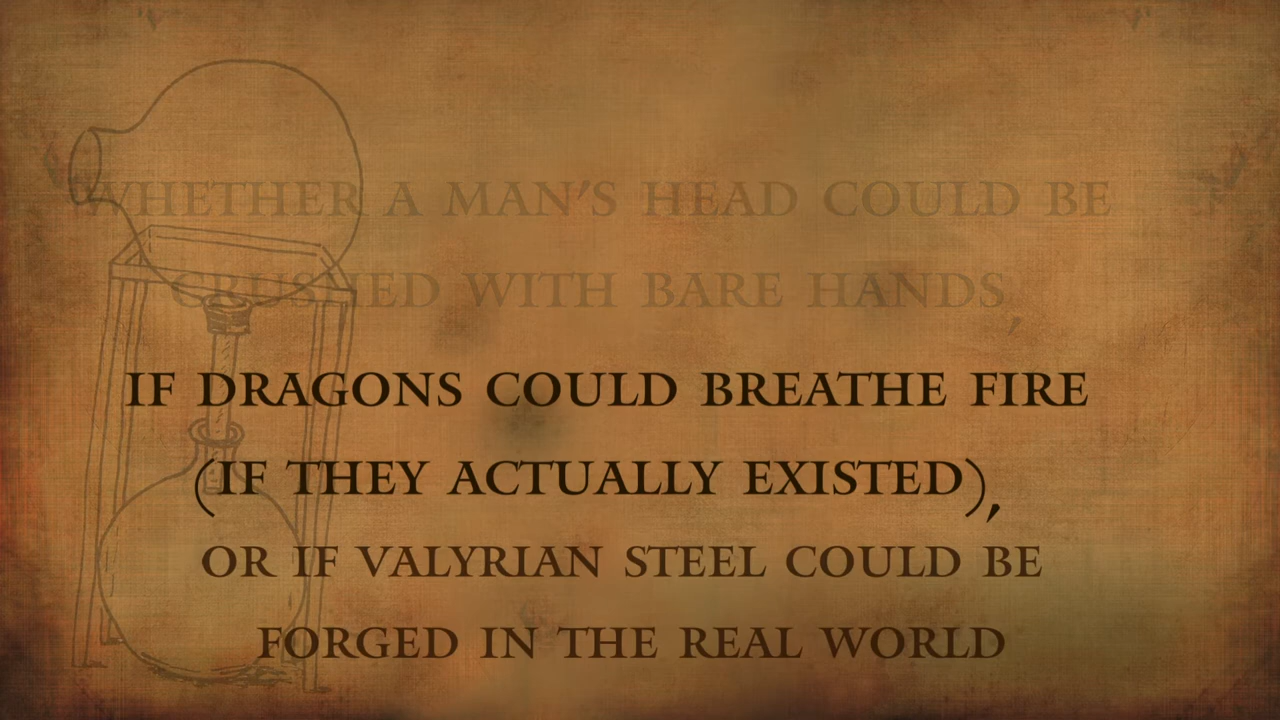 WHETHER A MAN'S HEAD COULD BE
CRUSHED WITH BARE HANDS,
IF DRAGONS COULD BREATHE FIRE
(IF THEY ACTUALLY EXISTED),
OR IF VALYRIAN STEEL COULD BE
FORGED IN THE REAL WORLD